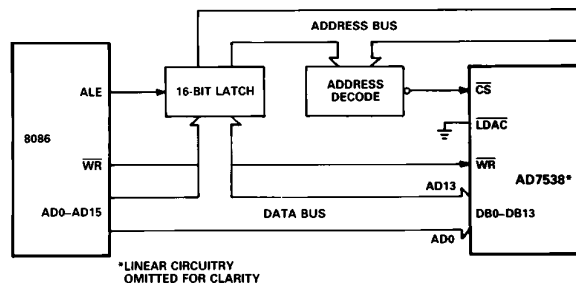 ADDRESS BUS
ALE
16-BIT LATCH
ADDRESS
DECODE
CS
LDAC
8086
WR
WR
AD7538*
AD13
AD0–AD15
DATA BUS
DB0–DB13
AD0
*LINEAR CIRCUITRY
OMITTED FOR CLARITY